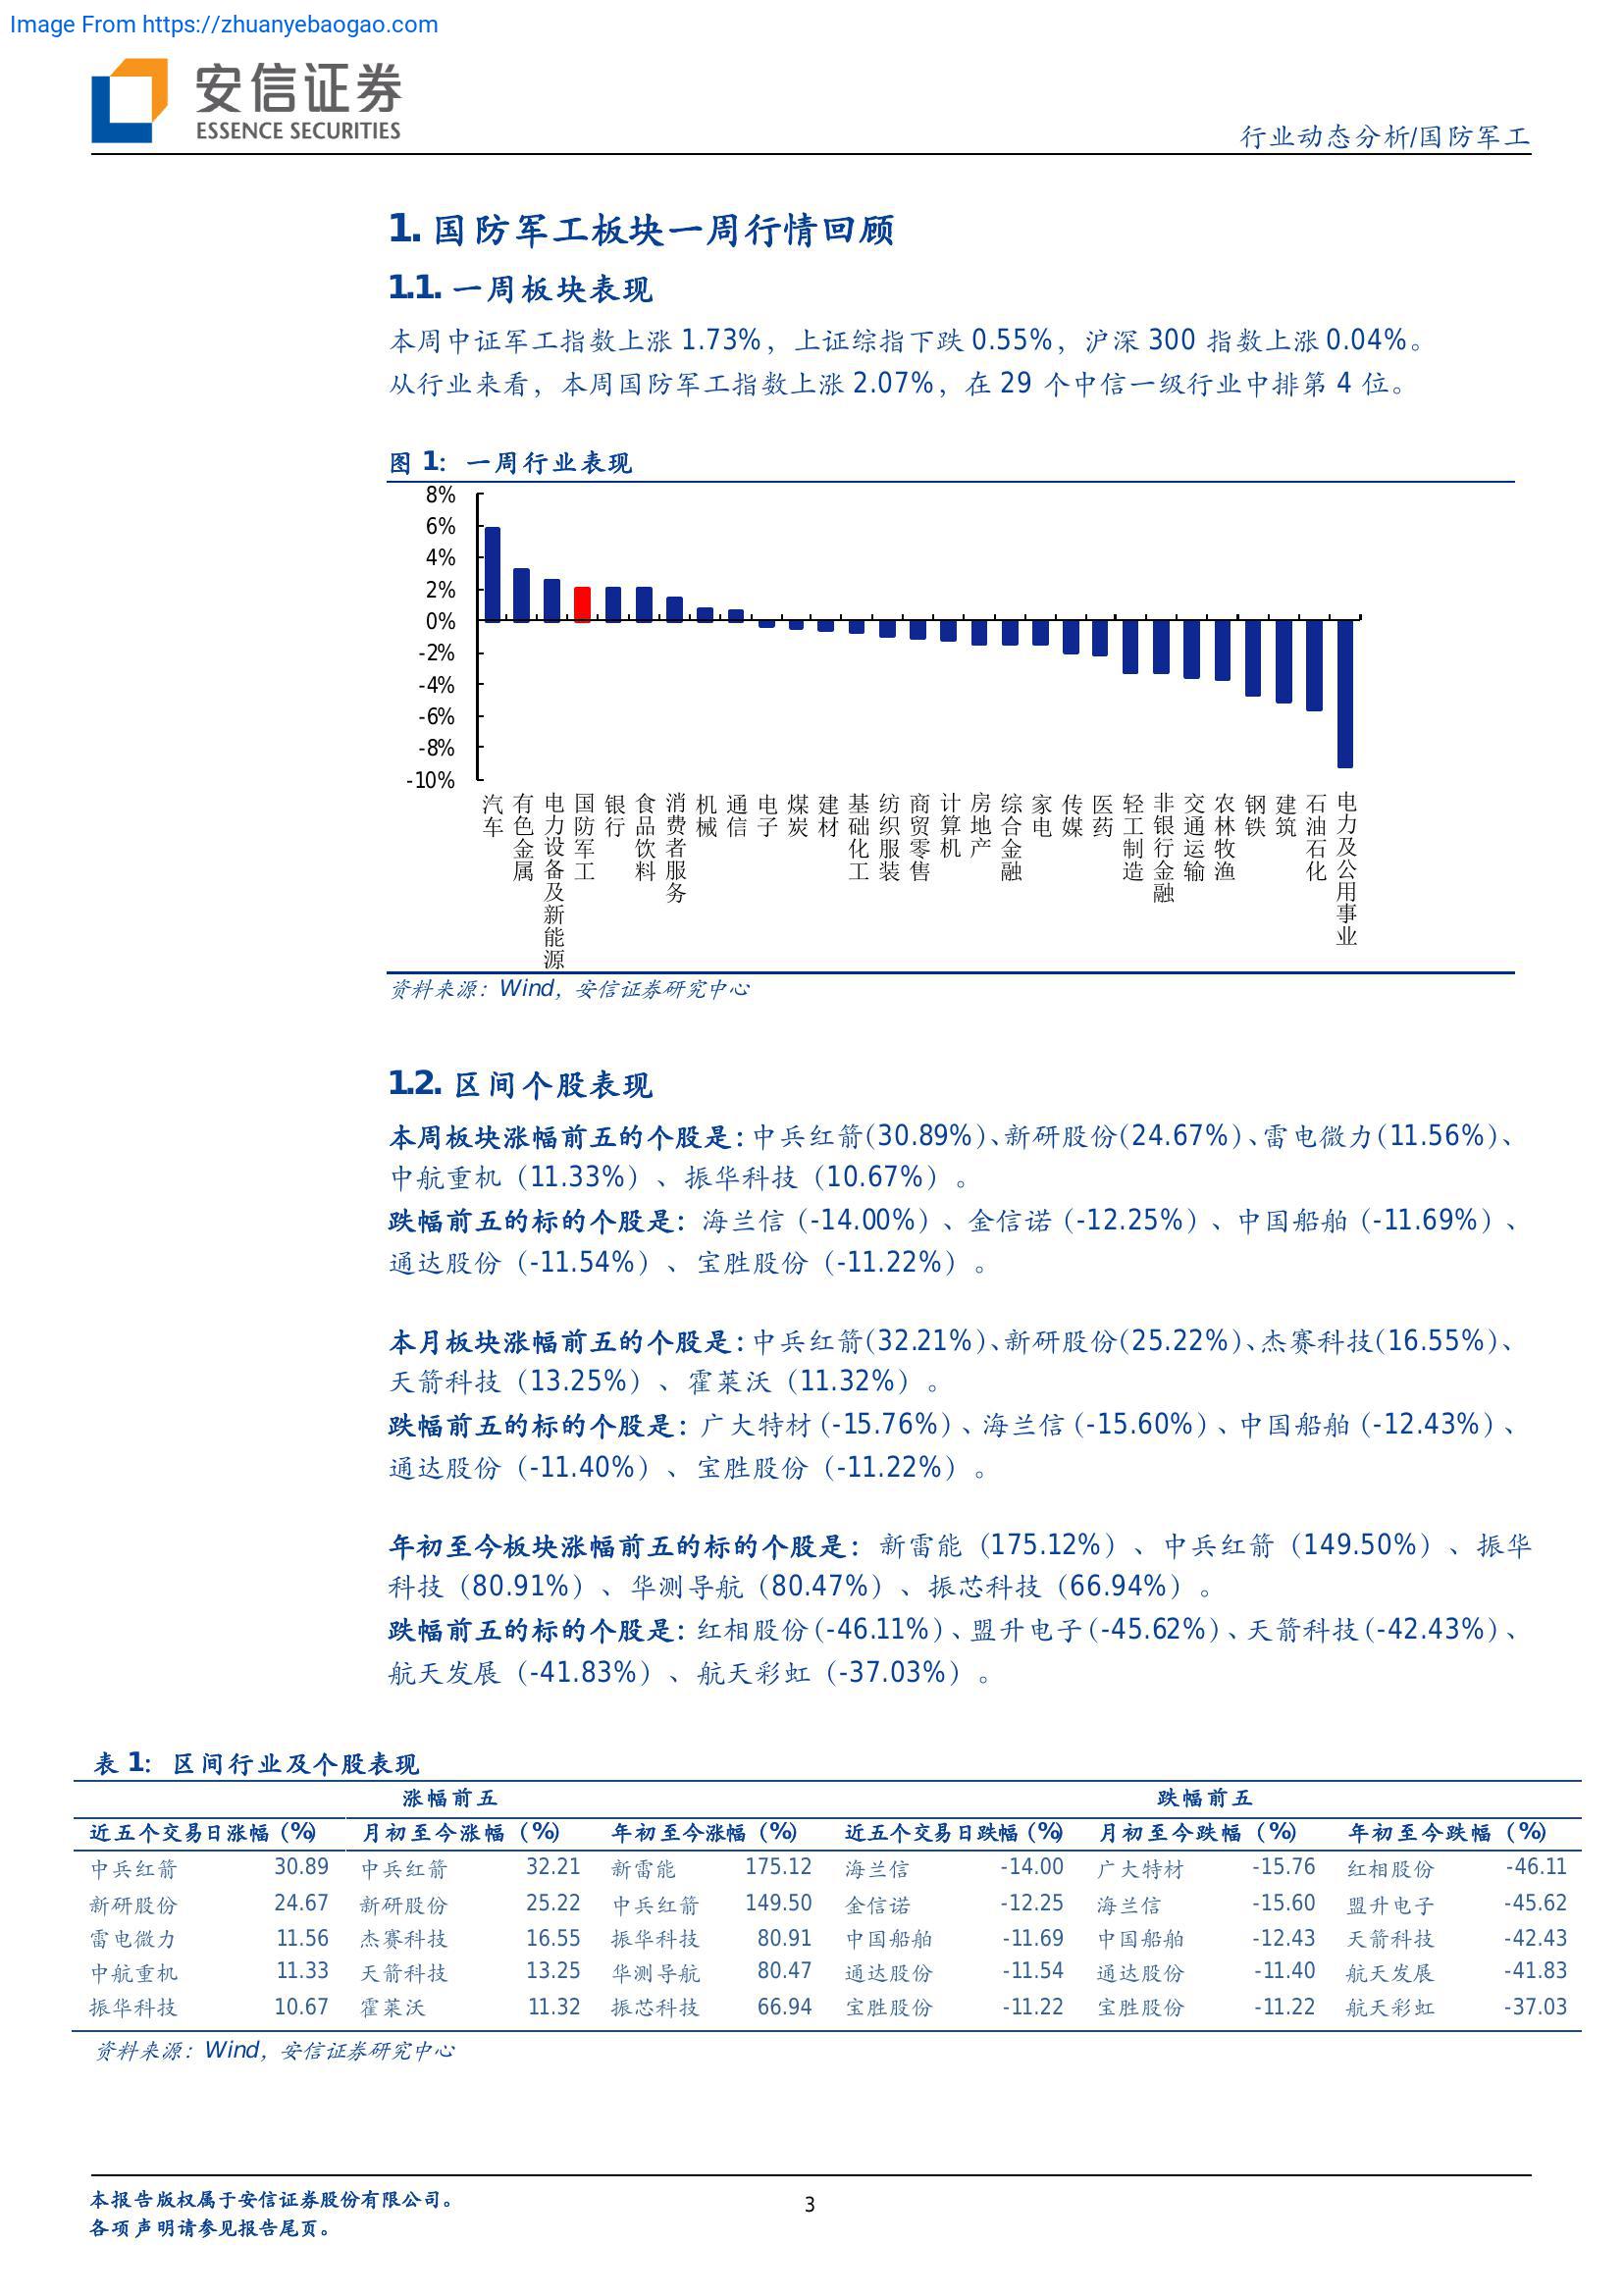 Image From https://zhuanyebaogao.com
安信证券
ESSENCE SECURITIES
行业动态分析/国防军工
1. 国防军工板块一周行情回顾
1.1. 一周板块表现
本周中证军工指数上涨 1.73%，上证综指下跌 0.55%，沪深 300 指数上涨 0.04%。
从行业来看，本周国防军工指数上涨 2.07%，在 29 个中信一级行业中排第 4 位。
图 1：一周行业表现
8%
6%
4%
2%
0%
-2%
-4%
-6%
-8%
-10%
汽车
有色金属
电力设备及新能源
国防军工
银行
食品饮料
消费者服务
机械
通信
电子
煤炭
建材
基础化工
纺织服装
商贸零售
计算机
房地产
综合金融
家电
传媒
医药
轻工制造
非银行金融
交通运输
农林牧渔
钢铁
建筑
石油石化
电力及公用事业
资料来源：Wind，安信证券研究中心
1.2. 区间个股表现
本周板块涨幅前五的个股是：中兵红箭(30.89%)、新研股份(24.67%)、雷电微力(11.56%)、
中航重机（11.33%）、振华科技（10.67%）。
跌幅前五的标的个股是：海兰信（-14.00%）、金信诺（-12.25%）、中国船舶（-11.69%）、
通达股份（-11.54%）、宝胜股份（-11.22%）。
本月板块涨幅前五的个股是：中兵红箭(32.21%)、新研股份(25.22%)、杰赛科技(16.55%)、
天箭科技（13.25%）、霍莱沃（11.32%）。
跌幅前五的标的个股是：广大特材（-15.76%）、海兰信（-15.60%）、中国船舶（-12.43%）、
通达股份（-11.40%）、宝胜股份（-11.22%）。
年初至今板块涨幅前五的标的个股是：新雷能（175.12%）、中兵红箭（149.50%）、振华
科技（80.91%）、华测导航（80.47%）、振芯科技（66.94%）。
跌幅前五的标的个股是：红相股份（-46.11%）、盟升电子（-45.62%）、天箭科技（-42.43%）、
航天发展（-41.83%）、航天彩虹（-37.03%）。
表 1：区间行业及个股表现
涨幅前五 跌幅前五
近五个交易日涨幅（%） 月初至今涨幅（%） 年初至今涨幅（%） 近五个交易日跌幅（%） 月初至今跌幅（%） 年初至今跌幅（%）
中兵红箭 30.89 中兵红箭 32.21 新雷能 175.12 海兰信 -14.00 广大特材 -15.76 红相股份 -46.11
新研股份 24.67 新研股份 25.22 中兵红箭 149.50 金信诺 -12.25 海兰信 -15.60 盟升电子 -45.62
雷电微力 11.56 杰赛科技 16.55 振华科技 80.91 中国船舶 -11.69 中国船舶 -12.43 天箭科技 -42.43
中航重机 11.33 天箭科技 13.25 华测导航 80.47 通达股份 -11.54 通达股份 -11.40 航天发展 -41.83
振华科技 10.67 霍莱沃 11.32 振芯科技 66.94 宝胜股份 -11.22 宝胜股份 -11.22 航天彩虹 -37.03
资料来源：Wind，安信证券研究中心
本报告版权属于安信证券股份有限公司。
各项声明请参见报告尾页。
3